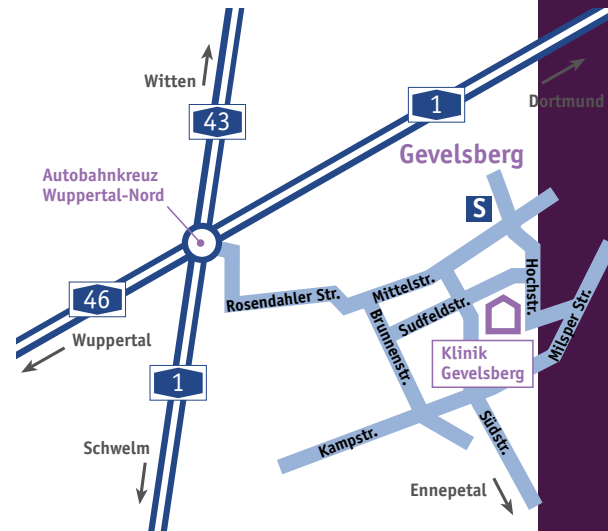 Witten
1
Dortmund
43
Gevelsberg
Autobahnkreuz
Wuppertal-Nord
S
Hochstr.
Mittelstr.
Rosendahler Str.
46
Sudfeldstr.
Milsper Str.
Brunnenstr.
Wuppertal
Klinik
Gevelsberg
1
Südstr.
Kampstr.
Schwelm
Ennepetal